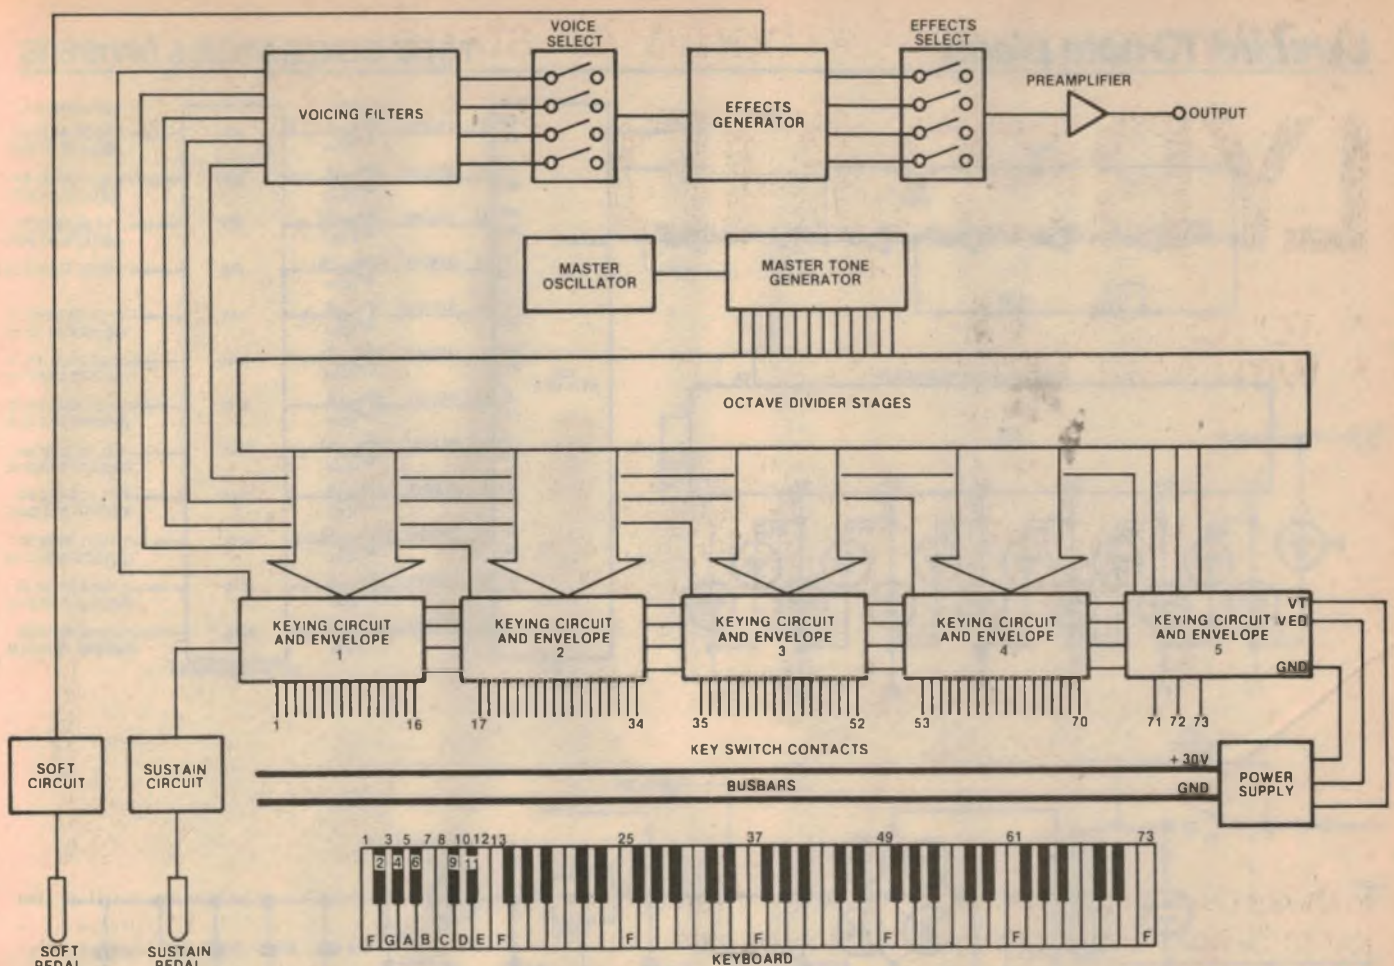 VOICE
SELECT
EFFECTS
SELECT
PREAMPLIFIER
VOICING FILTERS
EFFECTS
GENERATOR
OUTPUT
MASTER
OSCILLATOR
MASTER TONE
GENERATOR
OCTAVE DIVIDER STAGES
KEYING CIRCUIT
AND ENVELOPE
1
KEYING CIRCUIT
AND ENVELOPE
2
KEYING CIRCUIT
AND ENVELOPE
3
KEYING CIRCUIT
AND ENVELOPE
4
KEYING CIRCUIT
AND ENVELOPE
5
VT
VED
GND
1 16 17 34 35 52 53 70 71 72 73
KEY SWITCH CONTACTS
SOFT
CIRCUIT
SUSTAIN
CIRCUIT
+ 30V
BUSBARS
GND
POWER
SUPPLY
1 3 5 7 8 10 12 13 25 37 49 61 73
2 4 6 9 11
F G A B C D E F F F F F F
KEYBOARD
SOFT
PEDAL
SUSTAIN
PEDAL